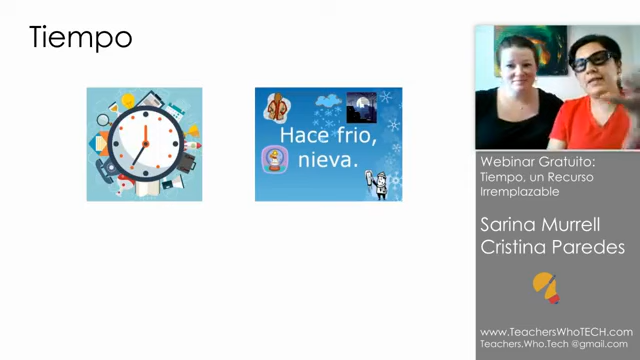 Tiempo
Hace frio,
nieva.
Webinar Gratuito:
Tiempo, un Recurso
Irremplazable
Sarina Murrell
Cristina Paredes
www.TeachersWhoTECH.com
Teachers.Who.Tech @gmail.com